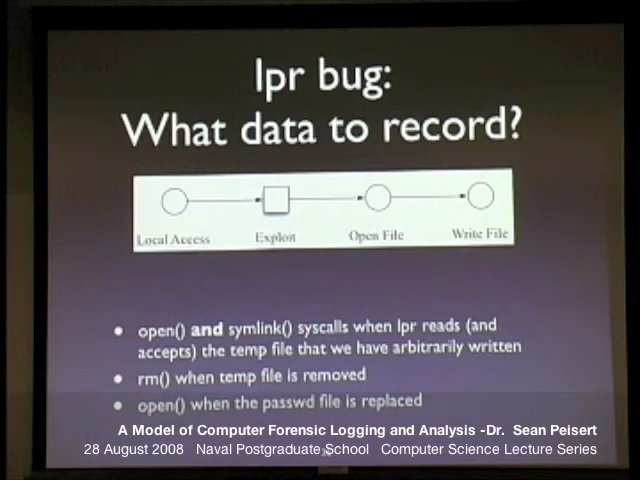 lpr bug:
What data to record?
Local Access Exploit Open File Write File
• open() and symlink() syscalls when lpr reads (and
accepts) the temp file that we have arbitrarily written
• rm() when temp file is removed
• open() when the passwd file is replaced
A Model of Computer Forensic Logging and Analysis -Dr. Sean Peisert
28 August 2008 Naval Postgraduate School Computer Science Lecture Series